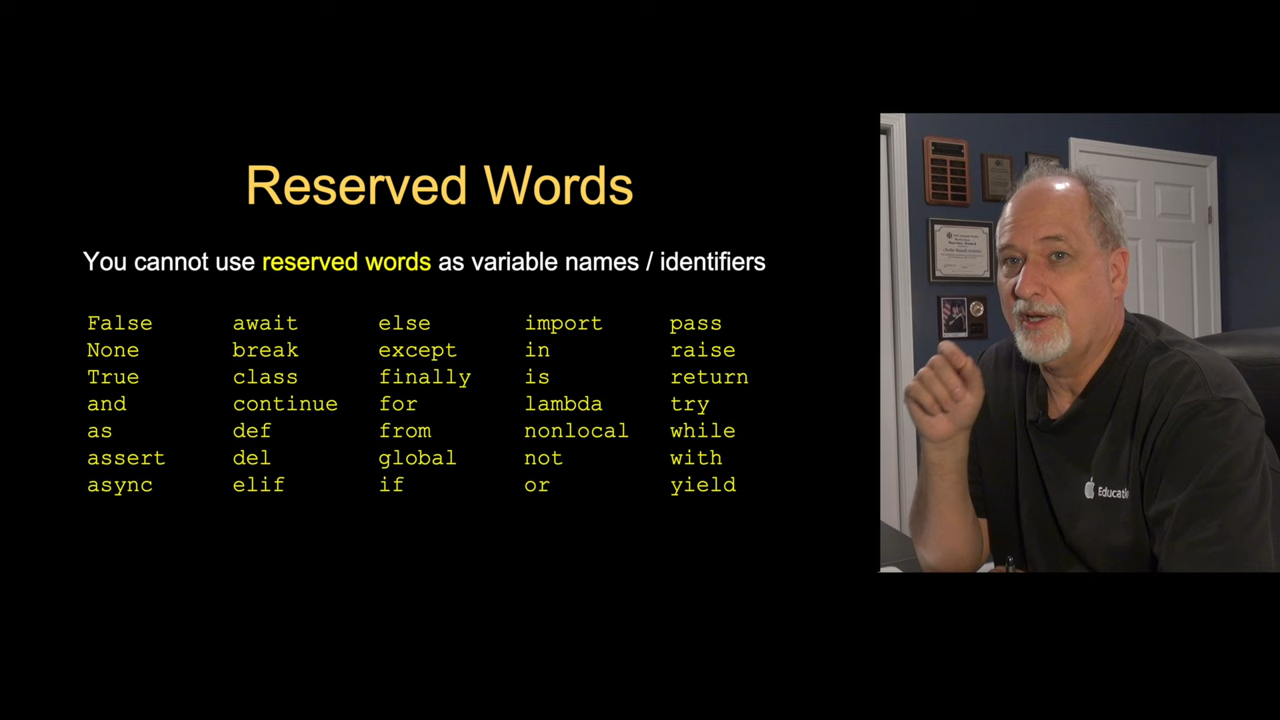 Reserved Words
You cannot use reserved words as variable names / identifiers
False await else import pass
None break except in raise
True class finally is return
and continue for lambda try
as def from nonlocal while
assert del global not with
async elif if or yield